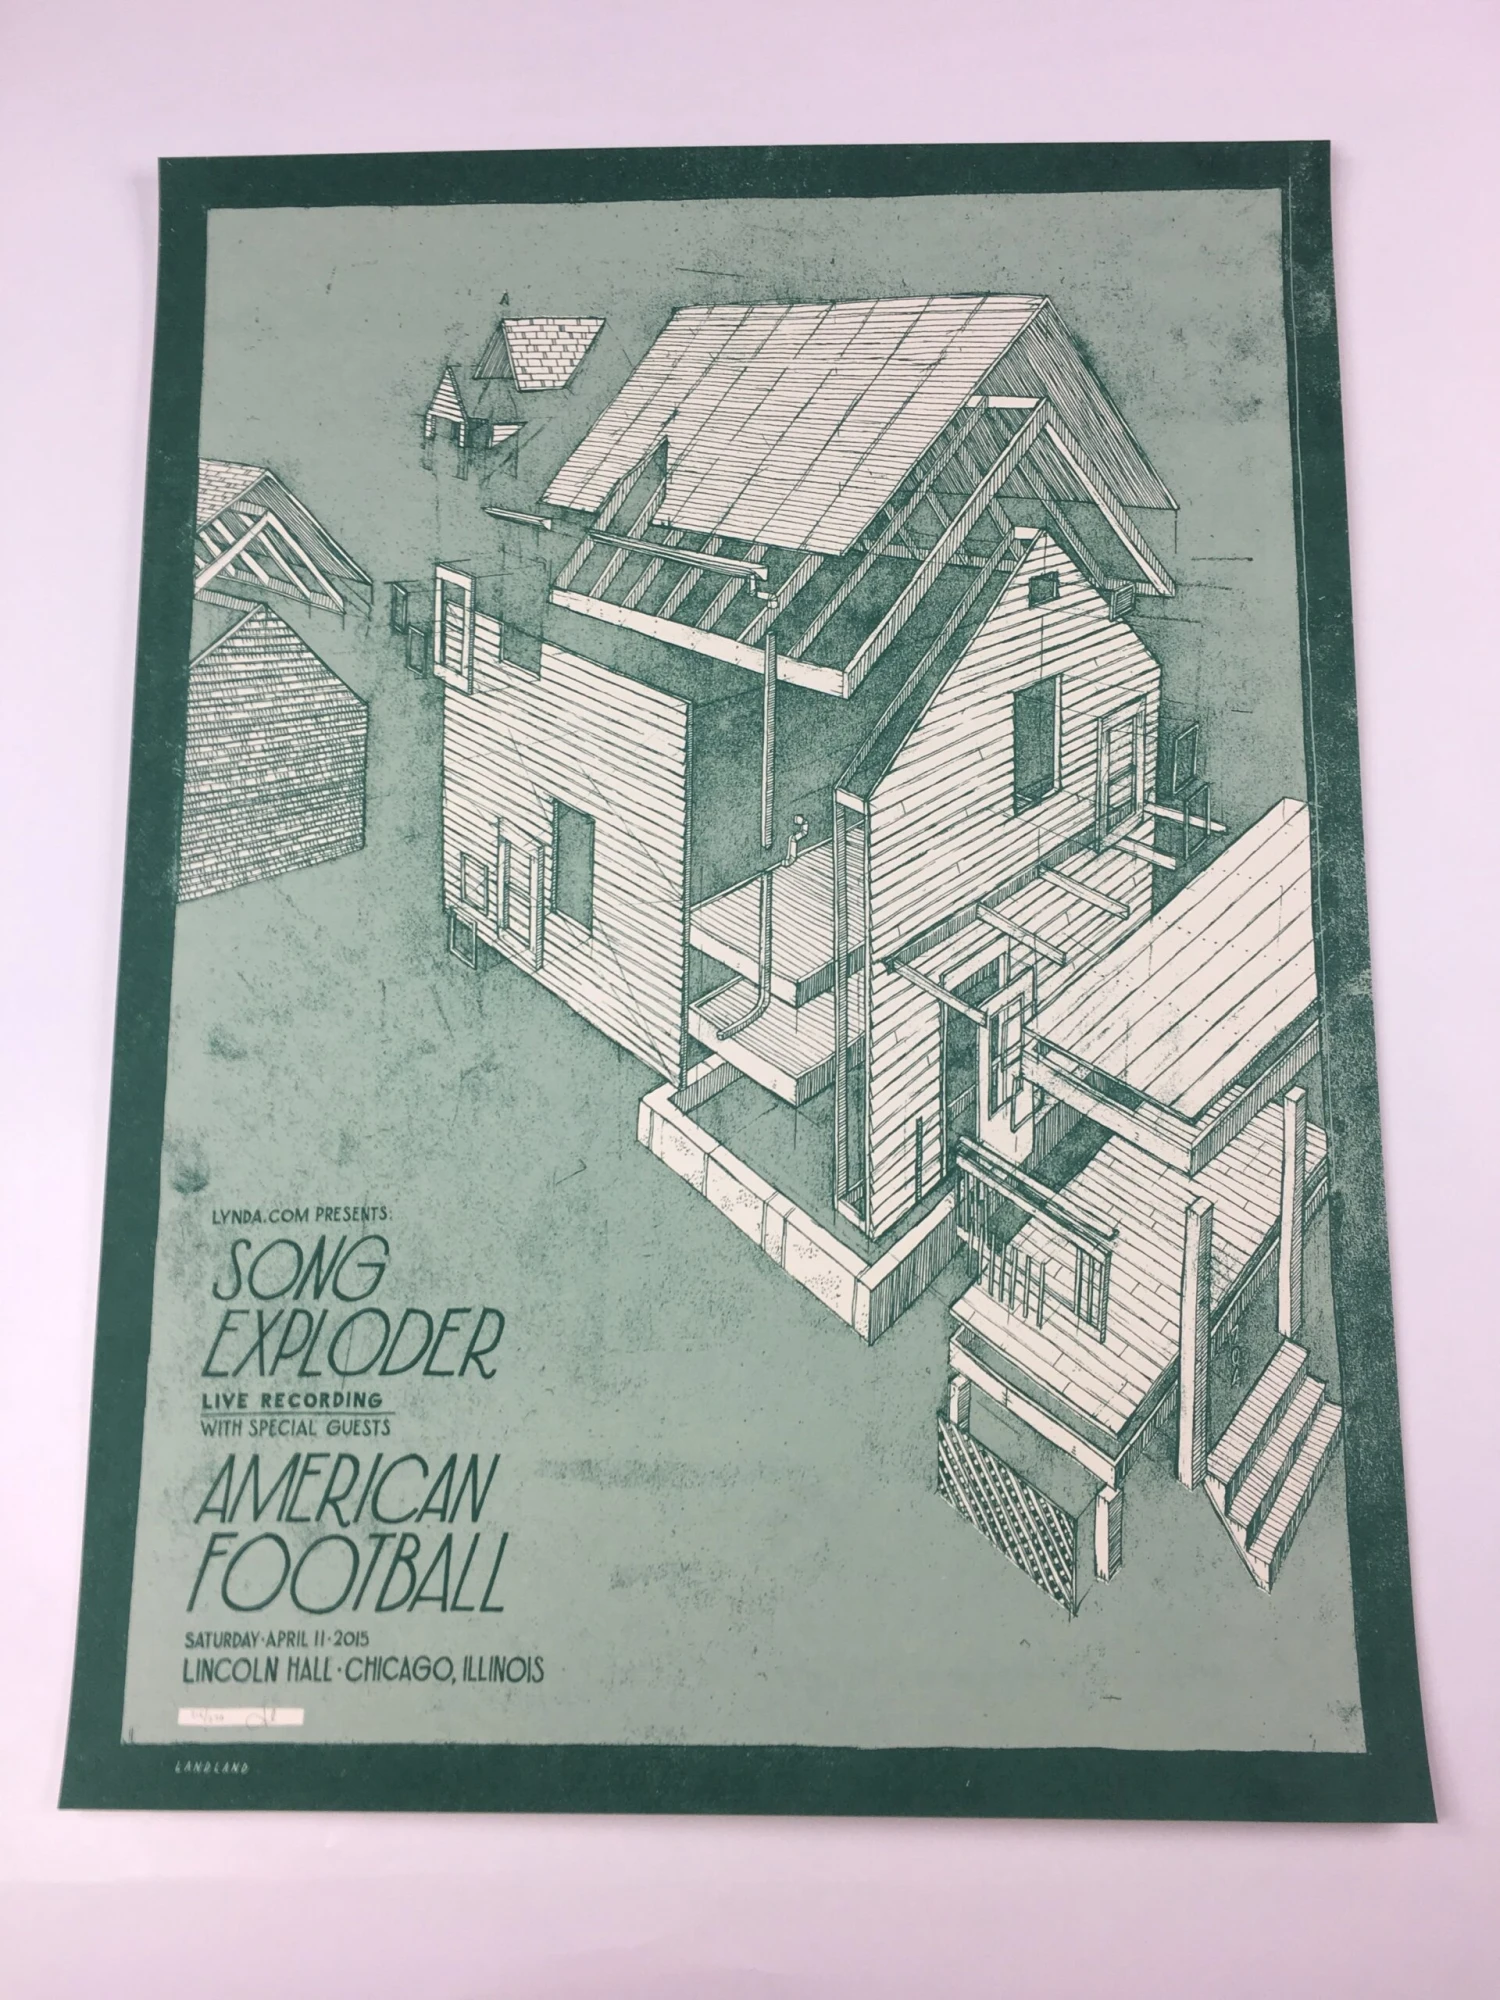 LYNDA.COM PRESENTS:
SONG
EXPLODER
LIVE RECORDING
WITH SPECIAL GUESTS
AMERICAN
FOOTBALL
SATURDAY·APRIL 11·2015
LINCOLN HALL·CHICAGO, ILLINOIS
LANDLAND